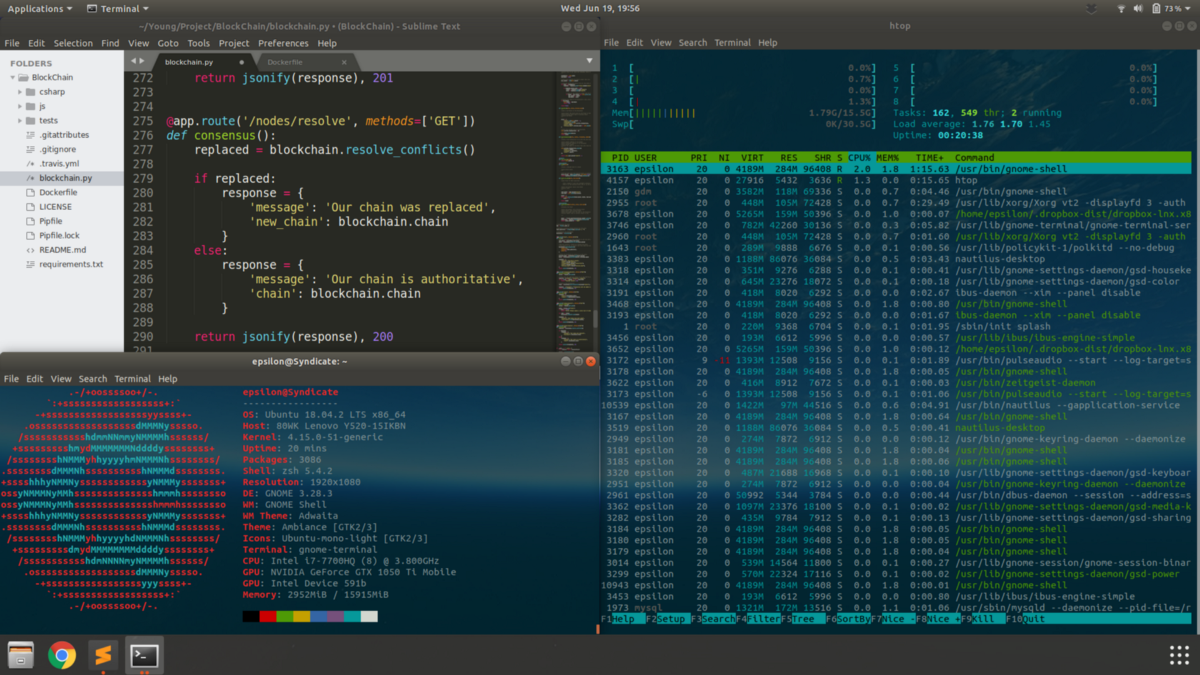 Applications
Terminal
Wed Jun 19, 19:56
73 %
~/Young/Project/BlockChain/blockchain.py • (BlockChain) - Sublime Text
File Edit Selection Find View Goto Tools Project Preferences Help
FOLDERS
BlockChain
csharp
js
tests
.gitattributes
.gitignore
.travis.yml
blockchain.py
Dockerfile
LICENSE
Pipfile
Pipfile.lock
README.md
requirements.txt
blockchain.py
Dockerfile
272 return jsonify(response), 201
273
274
275 @app.route('/nodes/resolve', methods=['GET'])
276 def consensus():
277 replaced = blockchain.resolve_conflicts()
278
279 if replaced:
280 response = {
281 'message': 'Our chain was replaced',
282 'new_chain': blockchain.chain
283 }
284 else:
285 response = {
286 'message': 'Our chain is authoritative',
287 'chain': blockchain.chain
288 }
289
290 return jsonify(response), 200
291
epsilon@Syndicate: ~
File Edit View Search Terminal Help
epsilon@Syndicate
OS: Ubuntu 18.04.2 LTS x86_64
Host: 80WK Lenovo Y520-15IKBN
Kernel: 4.15.0-51-generic
Uptime: 20 mins
Packages: 3086
Shell: zsh 5.4.2
Resolution: 1920x1080
DE: GNOME 3.28.3
WM: GNOME Shell
WM Theme: Adwaita
Theme: Ambiance [GTK2/3]
Icons: Ubuntu-mono-light [GTK2/3]
Terminal: gnome-terminal
CPU: Intel i7-7700HQ (8) @ 3.800GHz
GPU: NVIDIA GeForce GTX 1050 Ti Mobile
GPU: Intel Device 591b
Memory: 2952MiB / 15915MiB
htop
File Edit View Search Terminal Help
1 [ 0.0%] 5 [ 0.0%]
2 [| 0.7%] 6 [ 0.0%]
3 [ 0.0%] 7 [ 0.0%]
4 [| 1.3%] 8 [ 0.0%]
Mem[ 1.79G/15.5G] Tasks: 162, 549 thr; 2 running
Swp[ 0K/30.5G] Load average: 1.76 1.70 1.45
Uptime: 00:20:38
PID USER PRI NI VIRT RES SHR S CPU% MEM% TIME+ Command
3163 epsilon 20 0 4189M 284M 96408 R 2.0 1.8 1:15.63 /usr/bin/gnome-shell
4157 epsilon 20 0 27916 5432 3636 R 1.3 0.0 0:15.65 htop
2150 gdm 20 0 3582M 118M 69336 S 0.0 0.7 0:04.46 /usr/bin/gnome-shell
2955 root 20 0 448M 105M 72428 S 0.0 0.7 0:29.49 /usr/lib/xorg/Xorg vt2 -displayfd 3 -auth
3678 epsilon 20 0 5265M 159M 50396 S 0.0 1.0 0:00.07 /home/epsilon/.dropbox-dist/dropbox-lnx.x8
3746 epsilon 20 0 782M 42260 30136 S 0.0 0.3 0:05.82 /usr/lib/gnome-terminal/gnome-terminal-ser
2960 root 20 0 448M 105M 72428 S 0.0 0.7 0:01.60 /usr/lib/xorg/Xorg vt2 -displayfd 3 -auth
1643 root 20 0 289M 9888 6676 S 0.0 0.1 0:00.56 /usr/lib/policykit-1/polkitd --no-debug
3383 epsilon 20 0 1188M 86076 36084 S 0.0 0.5 0:03.43 nautilus-desktop
3318 epsilon 20 0 351M 9276 6288 S 0.0 0.1 0:00.41 /usr/lib/gnome-settings-daemon/gsd-houseke
3314 epsilon 20 0 645M 23276 18072 S 0.0 0.1 0:00.18 /usr/lib/gnome-settings-daemon/gsd-color
3191 epsilon 20 0 418M 8020 6292 S 0.0 0.0 0:02.67 ibus-daemon --xim --panel disable
3468 epsilon 20 0 4189M 284M 96408 S 0.0 1.8 0:00.80 /usr/bin/gnome-shell
3193 epsilon 20 0 418M 8020 6292 S 0.0 0.0 0:01.67 ibus-daemon --xim --panel disable
1 root 20 0 220M 9368 6704 S 0.0 0.1 0:01.95 /sbin/init splash
3456 epsilon 20 0 193M 6612 5996 S 0.0 0.0 0:00.57 /usr/lib/ibus/ibus-engine-simple
3652 epsilon 20 0 5265M 159M 50396 S 0.0 1.0 0:00.12 /home/epsilon/.dropbox-dist/dropbox-lnx.x8
3172 epsilon 9 -11 1393M 12508 9156 S 0.0 0.1 0:01.89 /usr/bin/pulseaudio --start --log-target=s
3178 epsilon 20 0 4189M 284M 96408 S 0.0 1.8 0:00.05 /usr/bin/gnome-shell
3622 epsilon 20 0 416M 8912 7672 S 0.0 0.1 0:00.03 /usr/bin/zeitgeist-daemon
3173 epsilon -6 0 1393M 12508 9156 S 0.0 0.1 0:01.06 /usr/bin/pulseaudio --start --log-target=s
10539 epsilon 20 0 1422M 97M 44516 S 0.0 0.6 0:04.91 /usr/bin/nautilus --gapplication-service
3167 epsilon 20 0 4189M 284M 96408 S 0.0 1.8 0:00.64 /usr/bin/gnome-shell
3519 epsilon 20 0 1188M 86076 36084 S 0.0 0.5 0:00.41 nautilus-desktop
2949 epsilon 20 0 274M 7872 6912 S 0.0 0.0 0:00.12 /usr/bin/gnome-keyring-daemon --daemonize
3181 epsilon 20 0 4189M 284M 96408 S 0.0 1.8 0:00.04 /usr/bin/gnome-shell
3185 epsilon 20 0 4189M 284M 96408 S 0.0 1.8 0:00.06 /usr/bin/gnome-shell
3320 epsilon 20 0 487M 21688 16968 S 0.0 0.1 0:00.10 /usr/lib/gnome-settings-daemon/gsd-keyboar
2951 epsilon 20 0 274M 7872 6912 S 0.0 0.0 0:00.06 /usr/bin/gnome-keyring-daemon --daemonize
2961 epsilon 20 0 50992 5344 3784 S 0.0 0.0 0:00.44 /usr/bin/dbus-daemon --session --address=s
3362 epsilon 20 0 1097M 23376 18100 S 0.0 0.1 0:00.02 /usr/lib/gnome-settings-daemon/gsd-media-k
3282 epsilon 20 0 435M 9784 7912 S 0.0 0.1 0:00.13 /usr/lib/gnome-settings-daemon/gsd-sharing
3184 epsilon 20 0 4189M 284M 96408 S 0.0 1.8 0:00.05 /usr/bin/gnome-shell
3180 epsilon 20 0 4189M 284M 96408 S 0.0 1.8 0:00.05 /usr/bin/gnome-shell
3179 epsilon 20 0 4189M 284M 96408 S 0.0 1.8 0:00.04 /usr/bin/gnome-shell
3014 epsilon 20 0 539M 14564 11800 S 0.0 0.1 0:00.27 /usr/lib/gnome-session/gnome-session-binar
3299 epsilon 20 0 570M 22324 17116 S 0.0 0.1 0:00.02 /usr/lib/gnome-settings-daemon/gsd-power
10943 epsilon 20 0 4189M 284M 96408 S 0.0 1.8 0:00.01 /usr/bin/gnome-shell
3453 epsilon 20 0 193M 6612 5996 S 0.0 0.0 0:00.80 /usr/lib/ibus/ibus-engine-simple
1973 mysql 20 0 1321M 172M 13516 S 0.0 1.1 0:01.06 /usr/sbin/mysqld --daemonize --pid-file=/r
F1Help F2Setup F3Search F4Filter F5Tree F6SortBy F7Nice - F8Nice + F9Kill F10Quit